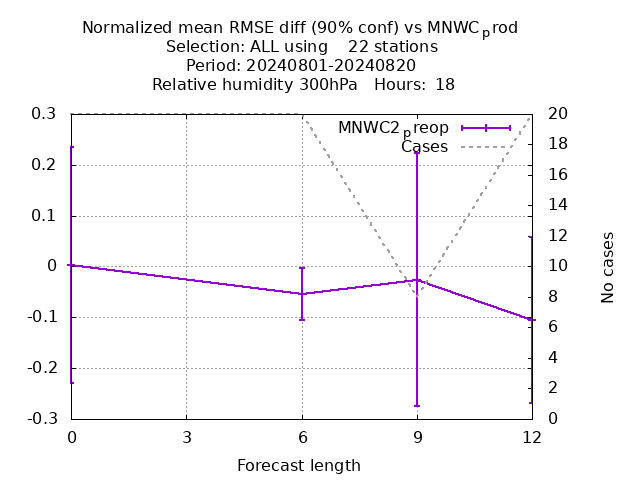 Normalized mean RMSE diff (90% conf) vs MNWCprod
Selection: ALL using    22 stations
Period: 20240801-20240820
Relative humidity 300hPa   Hours:  18
MNWC2preop
Cases
0.3
0.2
0.1
0
-0.1
-0.2
-0.3
20
18
16
14
12
10
8
6
4
2
0
No cases
0 3 6 9 12
Forecast length